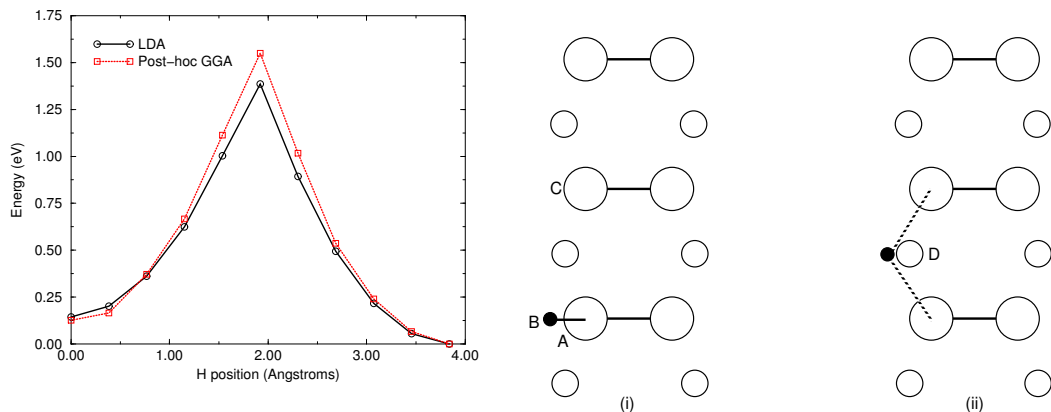 1.75
1.50
1.25
1.00
0.75
0.50
0.25
0.00
Energy (eV)
LDA
Post-hoc GGA
0.00 1.00 2.00 3.00 4.00
H position (Angstroms)
C
B
A
(i)
D
(ii)